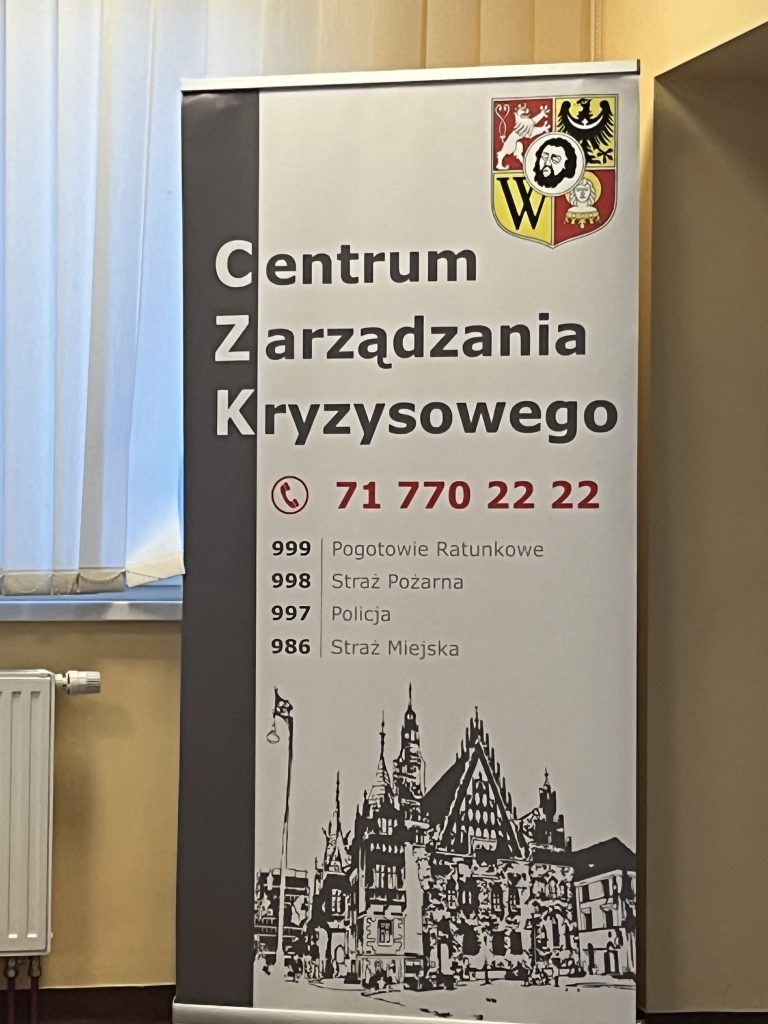 W
Centrum
Zarządzania
Kryzysowego
71 770 22 22
999 Pogotowie Ratunkowe
998 Straż Pożarna
997 Policja
986 Straż Miejska